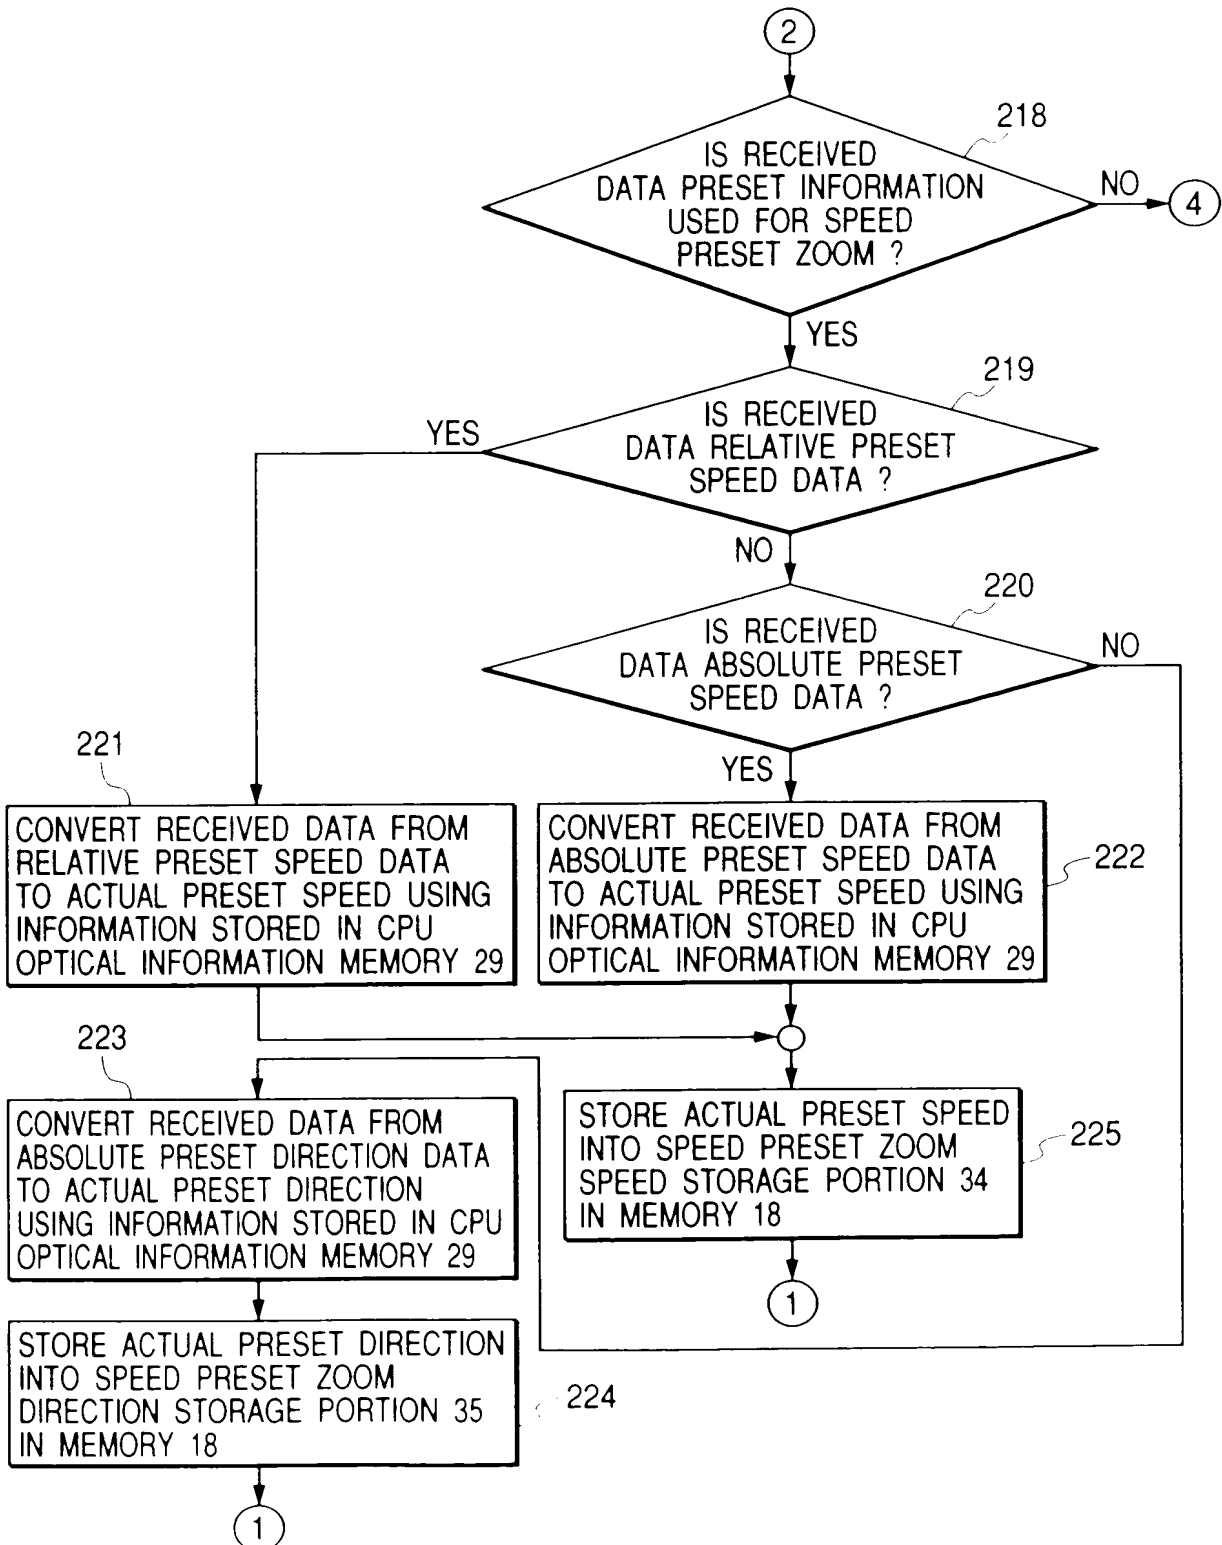 2
218
IS RECEIVED
DATA PRESET INFORMATION
USED FOR SPEED
PRESET ZOOM ?
NO
4
YES
219
IS RECEIVED
DATA RELATIVE PRESET
SPEED DATA ?
YES
NO
220
IS RECEIVED
DATA ABSOLUTE PRESET
SPEED DATA ?
NO
YES
221
CONVERT RECEIVED DATA FROM
RELATIVE PRESET SPEED DATA
TO ACTUAL PRESET SPEED USING
INFORMATION STORED IN CPU
OPTICAL INFORMATION MEMORY 29
CONVERT RECEIVED DATA FROM
ABSOLUTE PRESET SPEED DATA
TO ACTUAL PRESET SPEED USING
INFORMATION STORED IN CPU
OPTICAL INFORMATION MEMORY 29
222
223
CONVERT RECEIVED DATA FROM
ABSOLUTE PRESET DIRECTION DATA
TO ACTUAL PRESET DIRECTION
USING INFORMATION STORED IN CPU
OPTICAL INFORMATION MEMORY 29
STORE ACTUAL PRESET SPEED
INTO SPEED PRESET ZOOM
SPEED STORAGE PORTION 34
IN MEMORY 18
225
1
STORE ACTUAL PRESET DIRECTION
INTO SPEED PRESET ZOOM
DIRECTION STORAGE PORTION 35
IN MEMORY 18
224
1